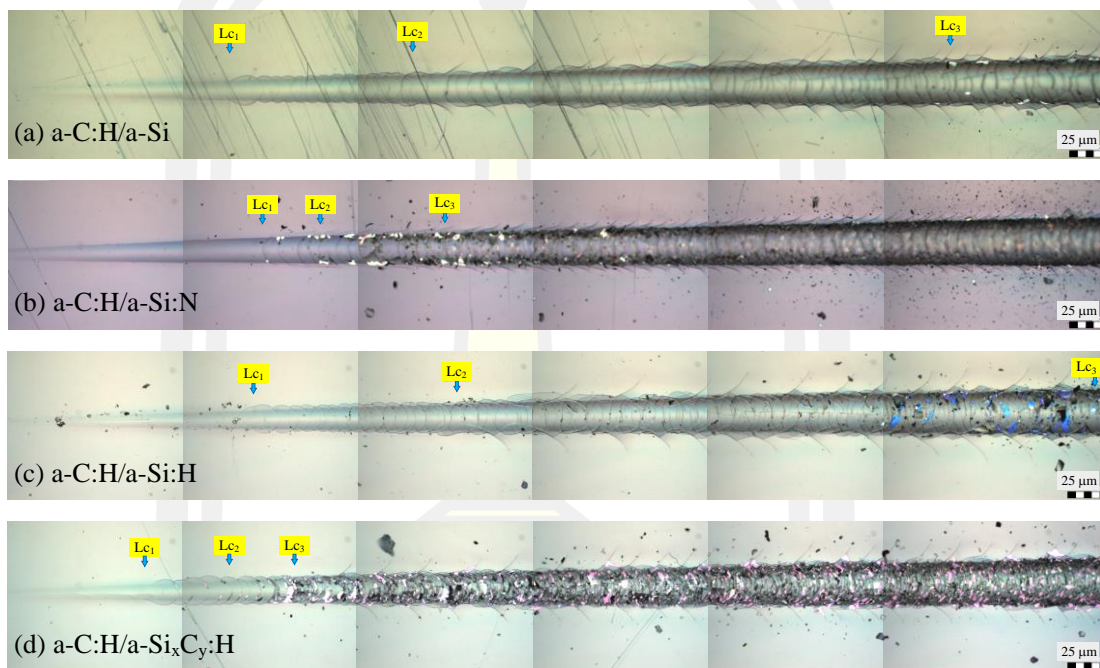 Lc₁ Lc₂ Lc₃
(a) a-C:H/a-Si
25 μm
Lc₁ Lc₂ Lc₃
(b) a-C:H/a-Si:N
25 μm
Lc₁ Lc₂ Lc₃
(c) a-C:H/a-Si:H
25 μm
Lc₁ Lc₂ Lc₃
(d) a-C:H/a-SiₓCᵧ:H
25 μm